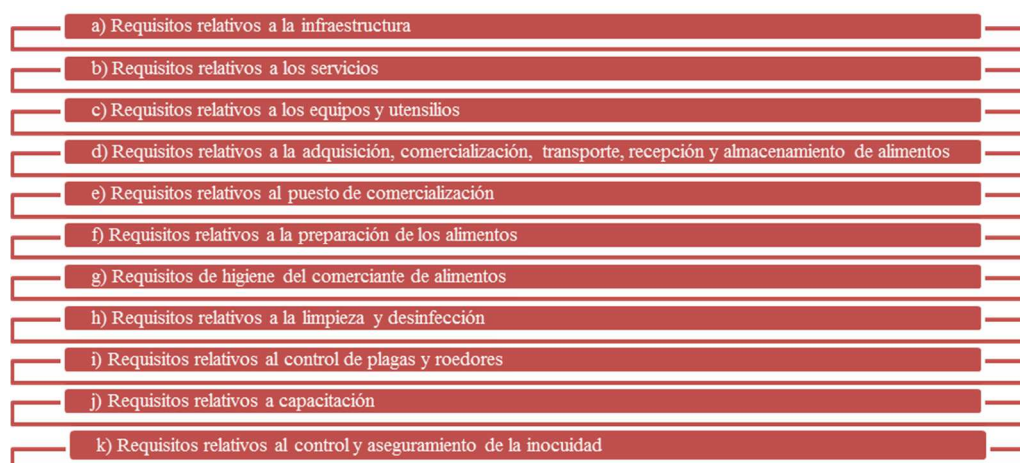 a) Requisitos relativos a la infraestructura
b) Requisitos relativos a los servicios
c) Requisitos relativos a los equipos y utensilios
d) Requisitos relativos a la adquisición, comercialización, transporte, recepción y almacenamiento de alimentos
e) Requisitos relativos al puesto de comercialización
f) Requisitos relativos a la preparación de los alimentos
g) Requisitos de higiene del comerciante de alimentos
h) Requisitos relativos a la limpieza y desinfección
i) Requisitos relativos al control de plagas y roedores
j) Requisitos relativos a capacitación
k) Requisitos relativos al control y aseguramiento de la inocuidad